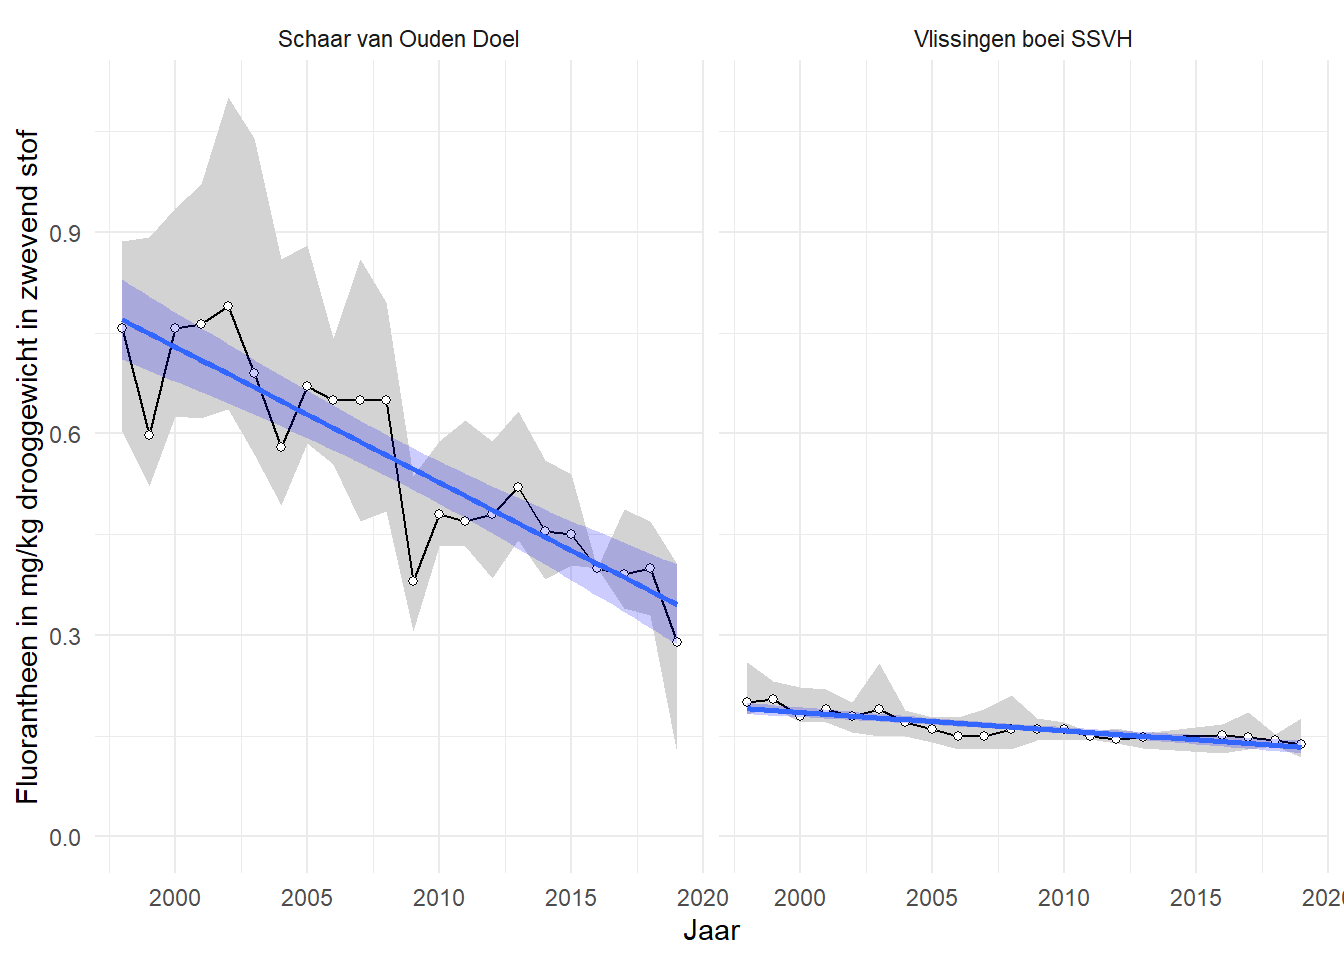 Schaar van Ouden Doel
Vlissingen boei SSVH
Fluorantheen in mg/kg drooggewicht in zwevend stof
0.9
0.6
0.3
0.0
2000 2005 2010 2015 2020
2000 2005 2010 2015 2020
Jaar